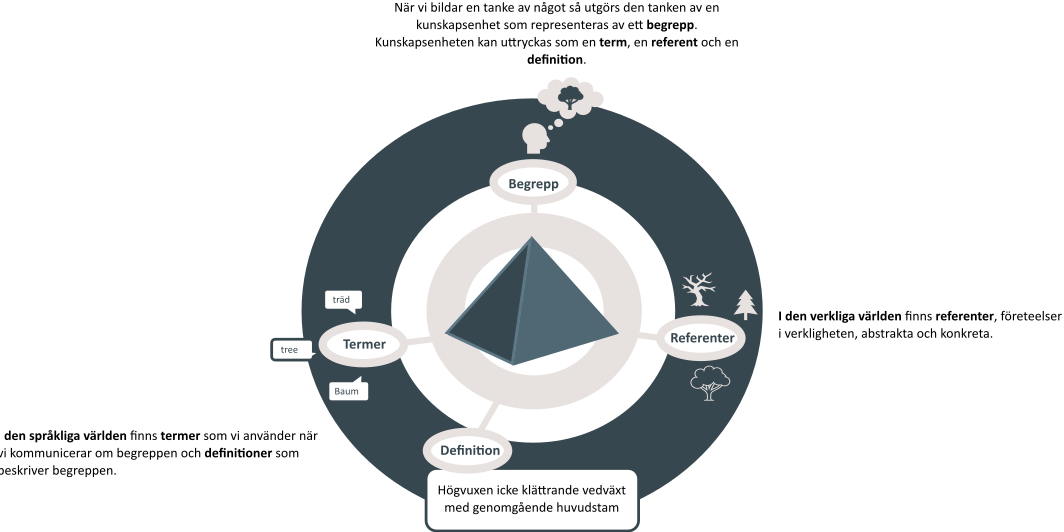 När vi bildar en tanke av något så utgörs den tanken av en
kunskapsenhet som representeras av ett begrepp.
Kunskapsenheten kan uttryckas som en term, en referent och en
definition.
Begrepp
träd
tree
Termer
Baum
Referenter
I den verkliga världen finns referenter, företeelser
i verkligheten, abstrakta och konkreta.
den språkliga världen finns termer som vi använder när
vi kommunicerar om begreppen och definitioner som
beskriver begreppen.
Definition
Högvuxen icke klättrande vedväxt
med genomgående huvudstam